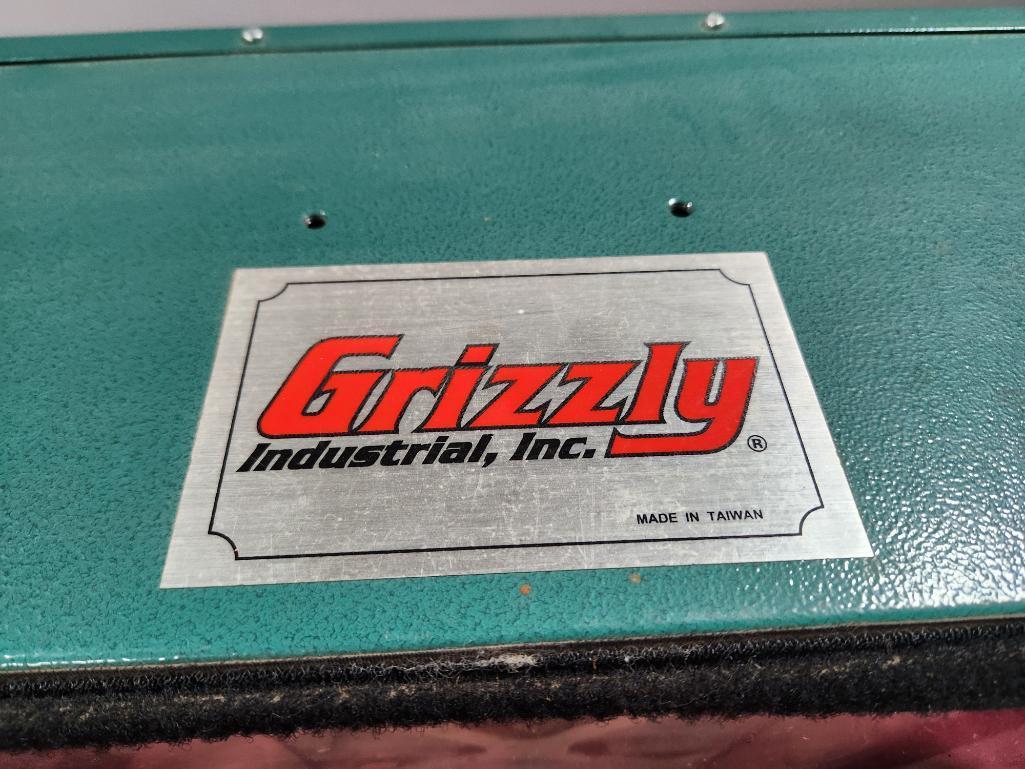 Grizzly
Industrial, Inc. ®
MADE IN TAIWAN